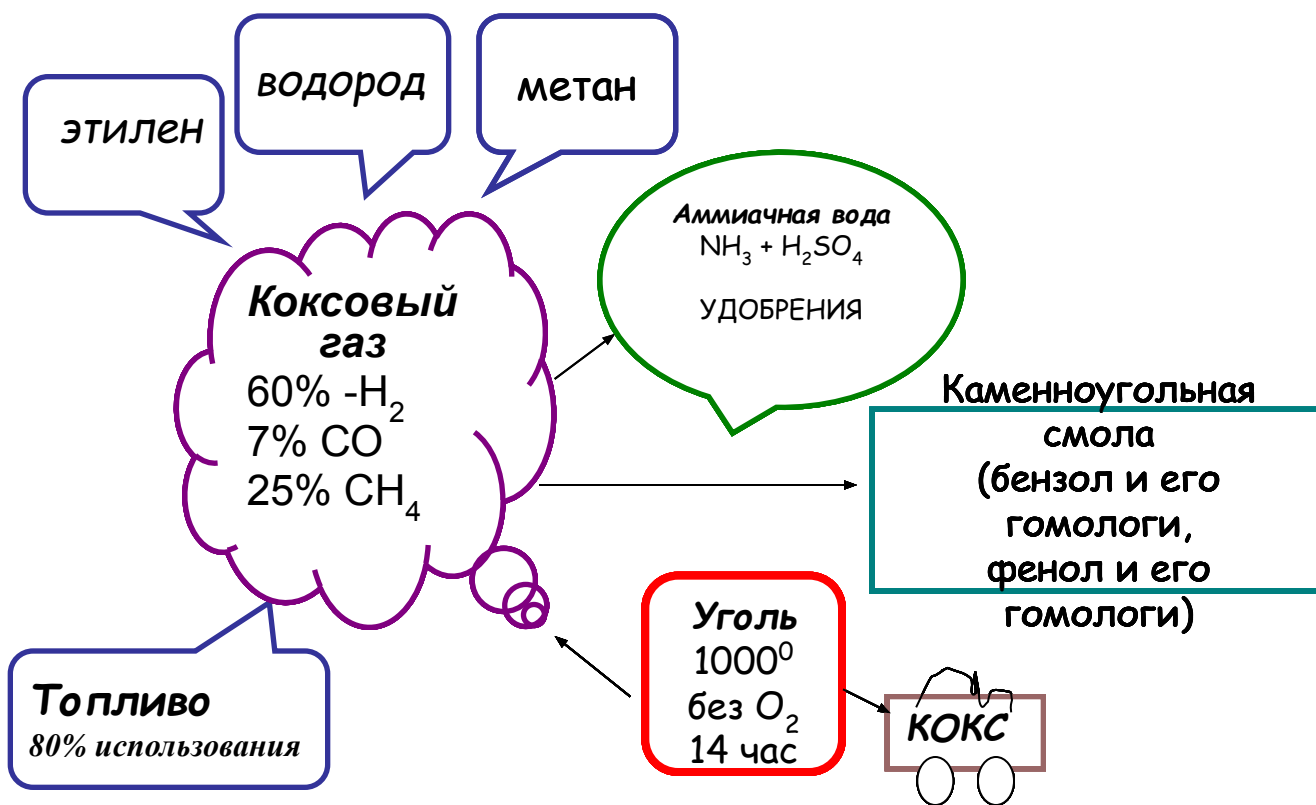 этилен
водород
метан
Коксовый
газ
60% -H₂
7% CO
25% CH₄
Аммиачная вода
NH₃ + H₂SO₄
УДОБРЕНИЯ
Каменноугольная
смола
(бензол и его
гомологи,
фенол и его
гомологи)
Уголь
1000⁰
без O₂
14 час
КОКС
Топливо
80% использования